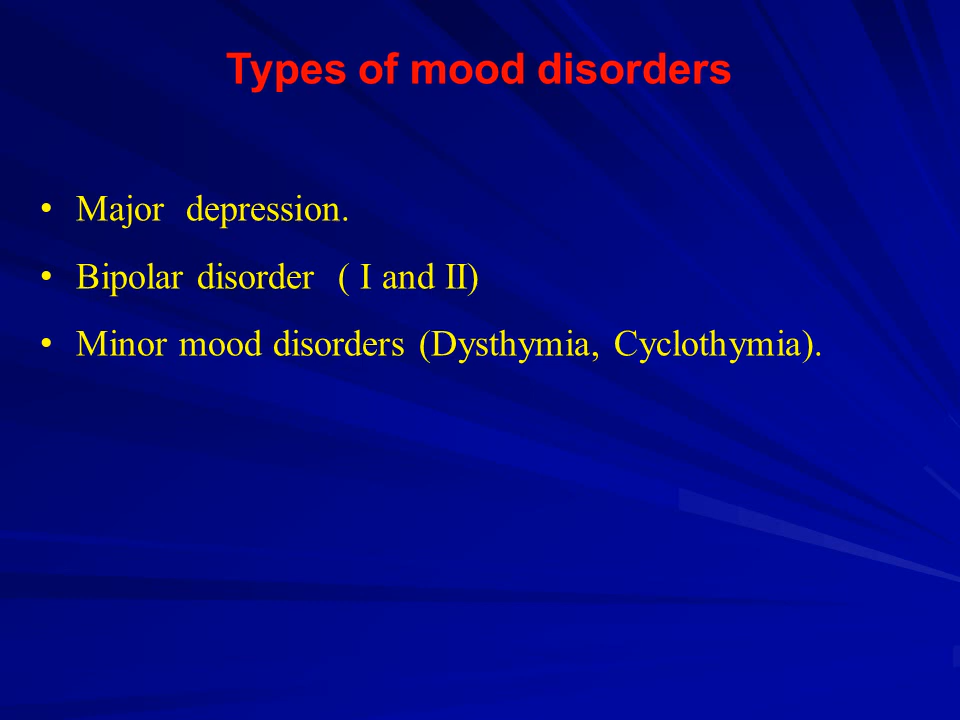 Types of mood disorders
• Major depression.
• Bipolar disorder ( I and II)
• Minor mood disorders (Dysthymia, Cyclothymia).